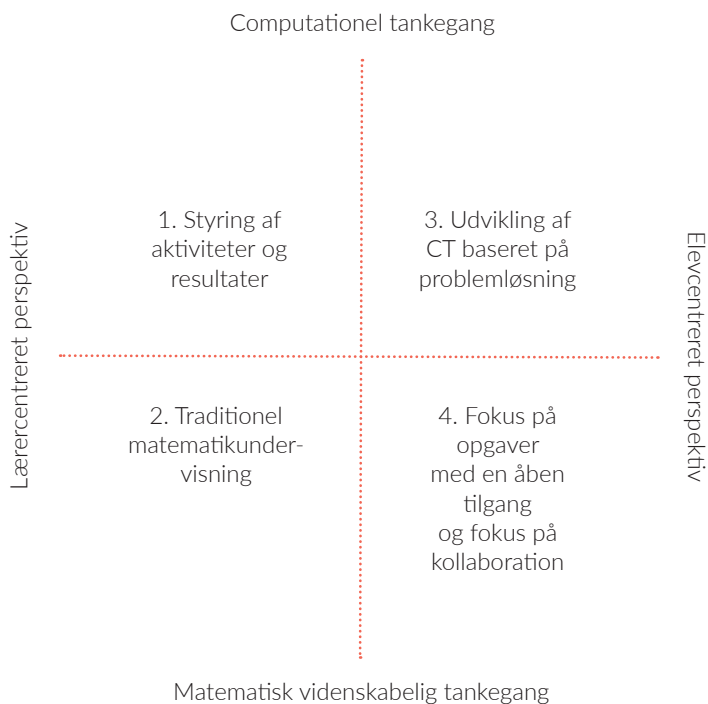 Computationel tankegang
Lærercentreret perspektiv
1. Styring af
aktiviteter og
resultater
3. Udvikling af
CT baseret på
problemløsning
Elevcentreret perspektiv
2. Traditionel
matematikunder-
visning
4. Fokus på
opgaver
med en åben
tilgang
og fokus på
kollaboration
Matematisk videnskabelig tankegang